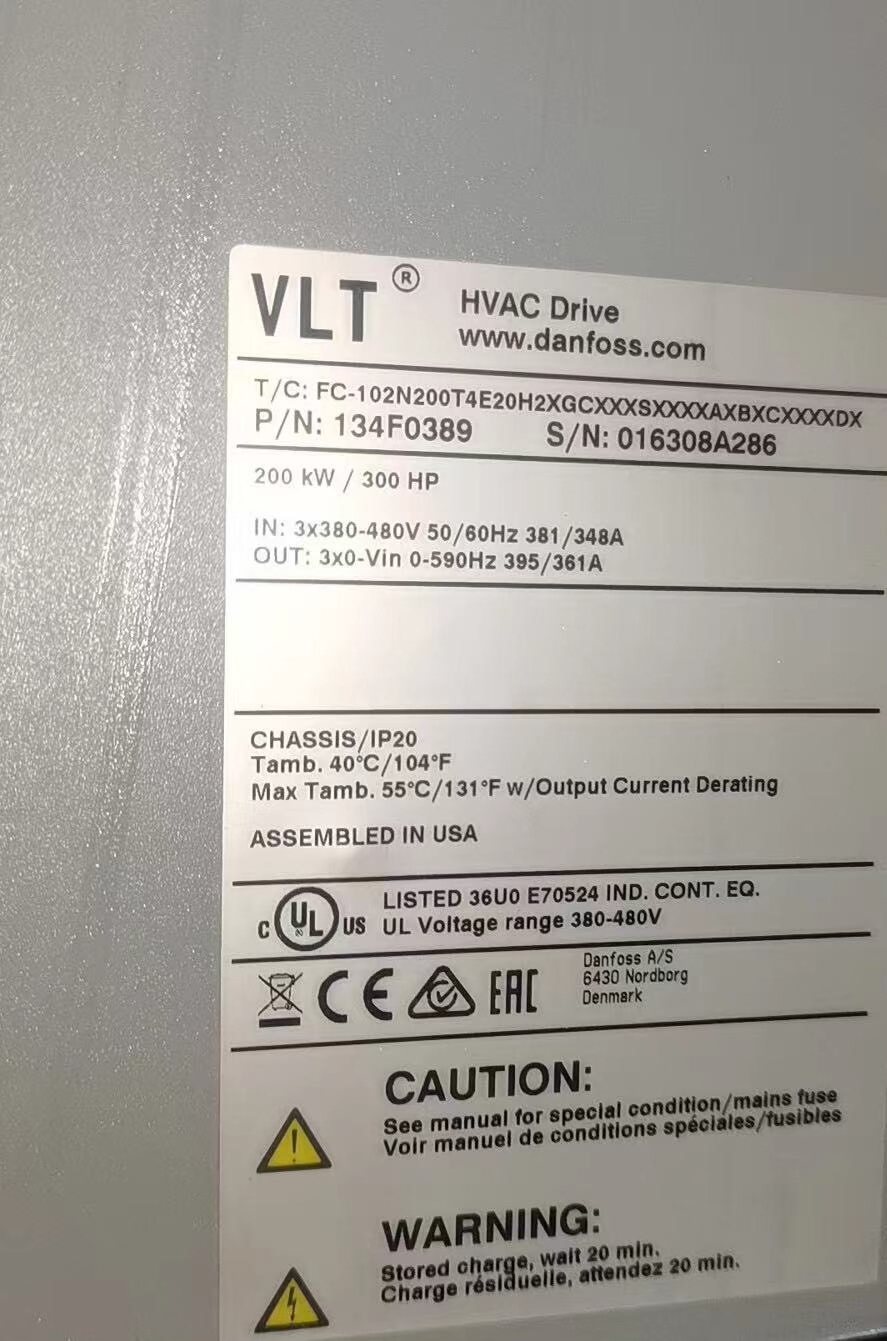 VLT ®
HVAC Drive
www.danfoss.com
T/C: FC-102N200T4E20H2XGCXXXSXXXXAXBXCXXXXDX
P/N: 134F0389 S/N: 016308A286
200 kW / 300 HP
IN: 3x380-480V 50/60Hz 381/348A
OUT: 3x0-Vin 0-590Hz 395/361A
CHASSIS/IP20
Tamb. 40°C/104°F
Max Tamb. 55°C/131°F w/Output Current Derating
ASSEMBLED IN USA
C UL US
LISTED 36U0 E70524 IND. CONT. EQ.
UL Voltage range 380-480V
CE EAC
Danfoss A/S
6430 Nordborg
Denmark
CAUTION:
See manual for special condition/mains fuse
Voir manuel de conditions spéciales/fusibles
WARNING:
Stored charge, wait 20 min.
Charge résiduelle, attendez 20 min.